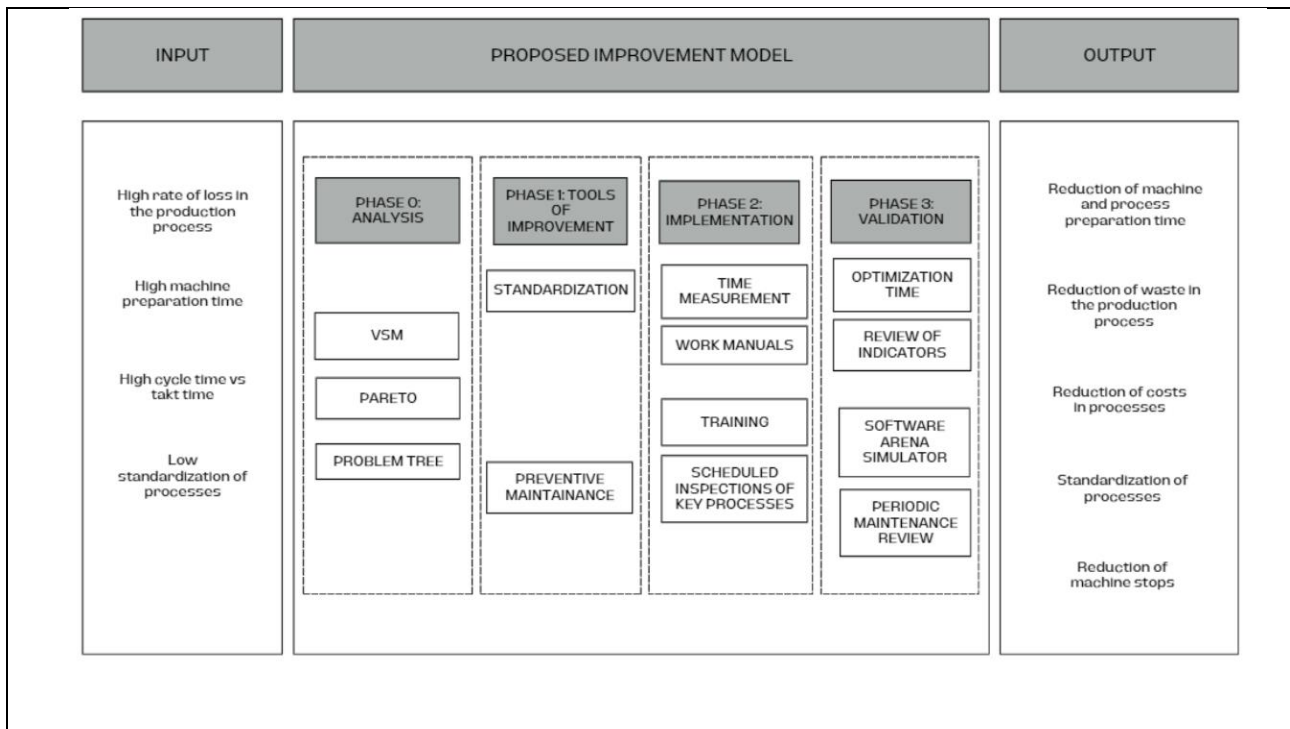 INPUT
PROPOSED IMPROVEMENT MODEL
OUTPUT
High rate of loss in
the production
process
High machine
preparation time
High cycle time vs
takt time
Low
standardization of
processes
PHASE 0:
ANALYSIS
VSM
PARETO
PROBLEM TREE
PHASE 1: TOOLS
OF
IMPROVEMENT
STANDARDIZATION
PREVENTIVE
MAINTAINANCE
PHASE 2:
IMPLEMENTATION
TIME
MEASUREMENT
WORK MANUALS
TRAINING
SCHEDULED
INSPECTIONS OF
KEY PROCESSES
PHASE 3:
VALIDATION
OPTIMIZATION
TIME
REVIEW OF
INDICATORS
SOFTWARE
ARENA
SIMULATOR
PERIODIC
MAINTENANCE
REVIEW
Reduction of machine
and process
preparation time
Reduction of waste in
the production
process
Reduction of costs
in processes
Standardization of
processes
Reduction of
machine stops